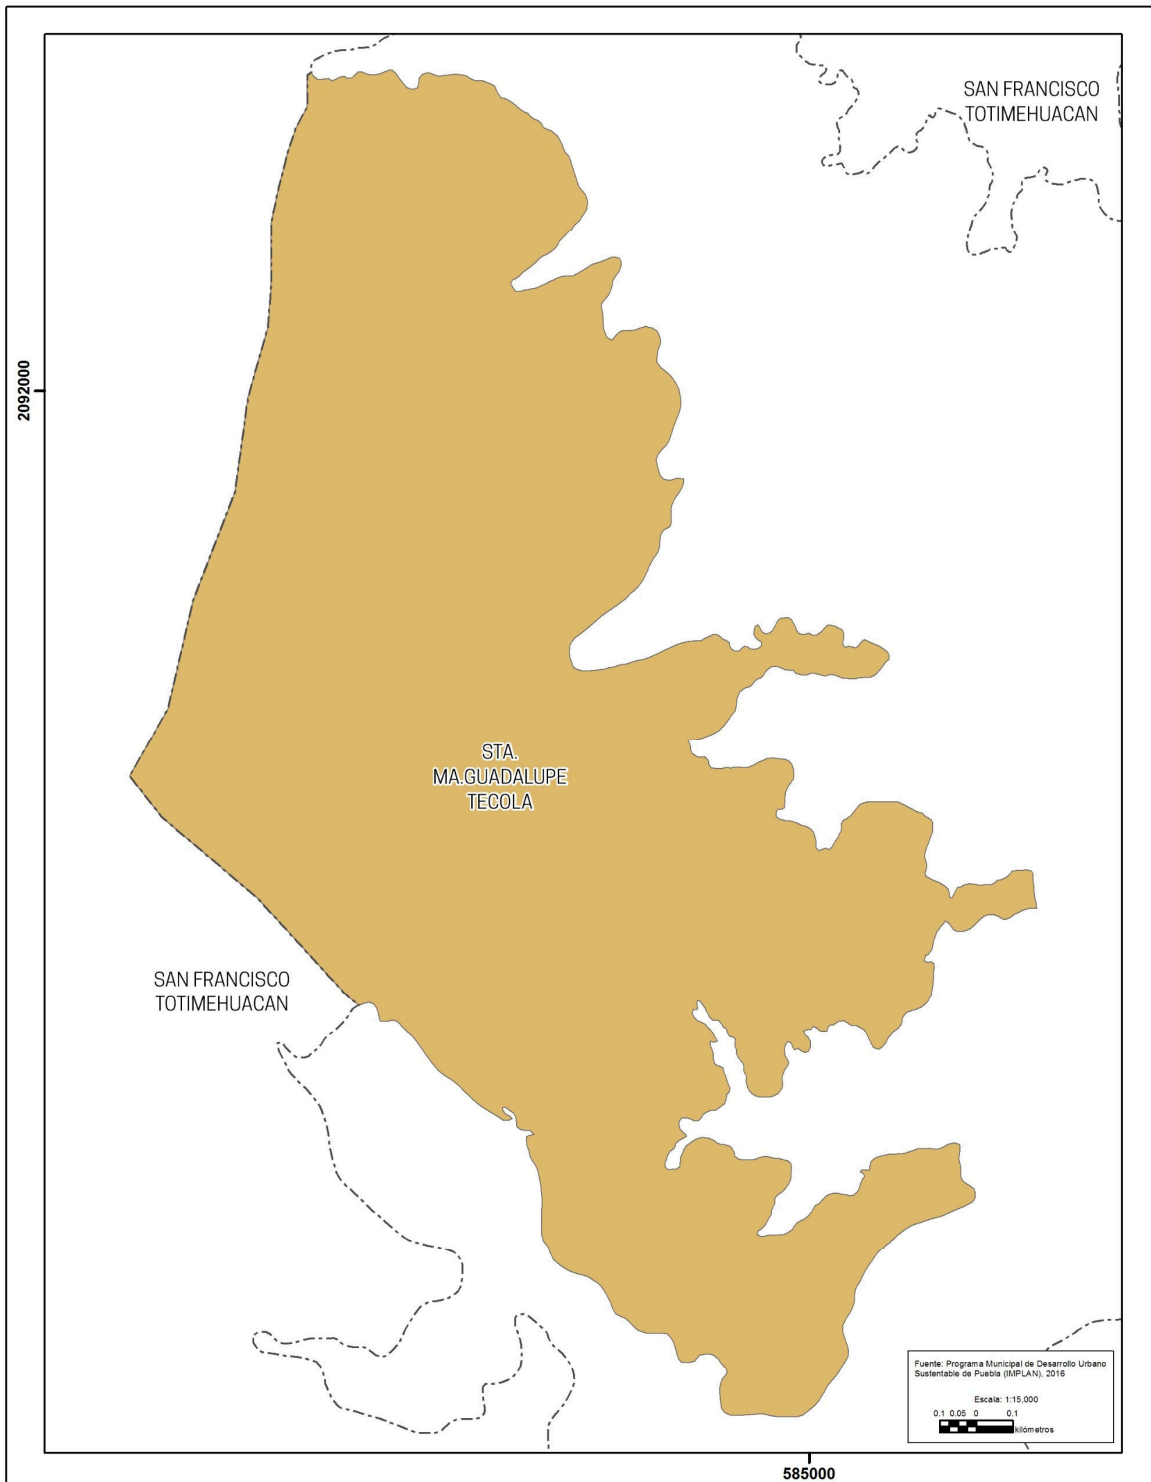 SAN FRANCISCO
TOTIMEHUACAN
2092000
STA.
MA.GUADALUPE
TECOLA
SAN FRANCISCO
TOTIMEHUACAN
Fuente: Programa Municipal de Desarrollo Urbano
Sustentable de Puebla (IMPLAN), 2016
Escala: 1:15,000
0.1 0.05 0 0.1
kilómetros
585000